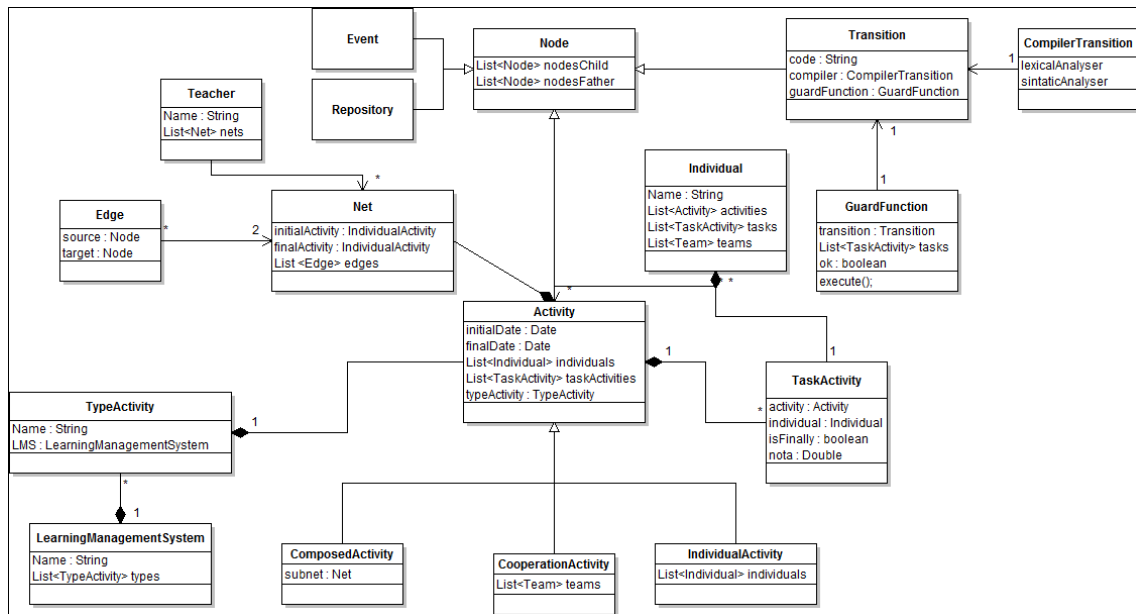 Event
Repository
Node
List<Node> nodesChild
List<Node> nodesFather
Transition
code : String
compiler : CompilerTransition
guardFunction : GuardFunction
1
CompilerTransition
lexicalAnalyser
sintaticAnalyser
Teacher
Name : String
List<Net> nets
*
1
1
Individual
Name : String
List<Activity> activities
List<TaskActivity> tasks
List<Team> teams
* *
GuardFunction
transition : Transition
List<TaskActivity> tasks
ok : boolean
execute();
Edge
source : Node
target : Node
*
2
Net
initialActivity : IndividualActivity
finalActivity : IndividualActivity
List <Edge> edges
*
Activity
initialDate : Date
finalDate : Date
List<Individual> individuals
List<TaskActivity> taskActivities
typeActivity : TypeActivity
1
1
*
TaskActivity
activity : Activity
individual : Individual
isFinally : boolean
nota : Double
TypeActivity
Name : String
LMS : LearningManagementSystem
1
*
1
LearningManagementSystem
Name : String
List<TypeActivity> types
ComposedActivity
subnet : Net
CooperationActivity
List<Team> teams
IndividualActivity
List<Individual> individuals